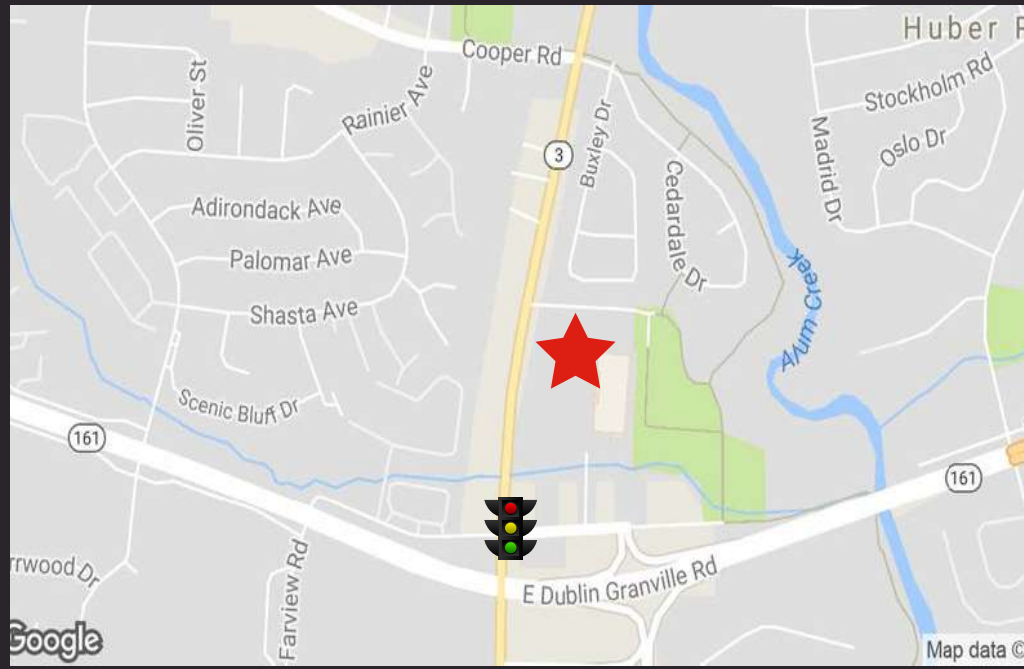 Huber
Cooper Rd
Stockholm Rd
Oliver St
Rainier Ave
Madrid Dr
Oslo Dr
3
Buxley Dr
Cedardale Dr
Adirondack Ave
Palomar Ave
Alum Creek
Shasta Ave
Scenic Bluff Dr
161
161
rrwood Dr
Farview Rd
E Dublin Granville Rd
Google
Map data ©